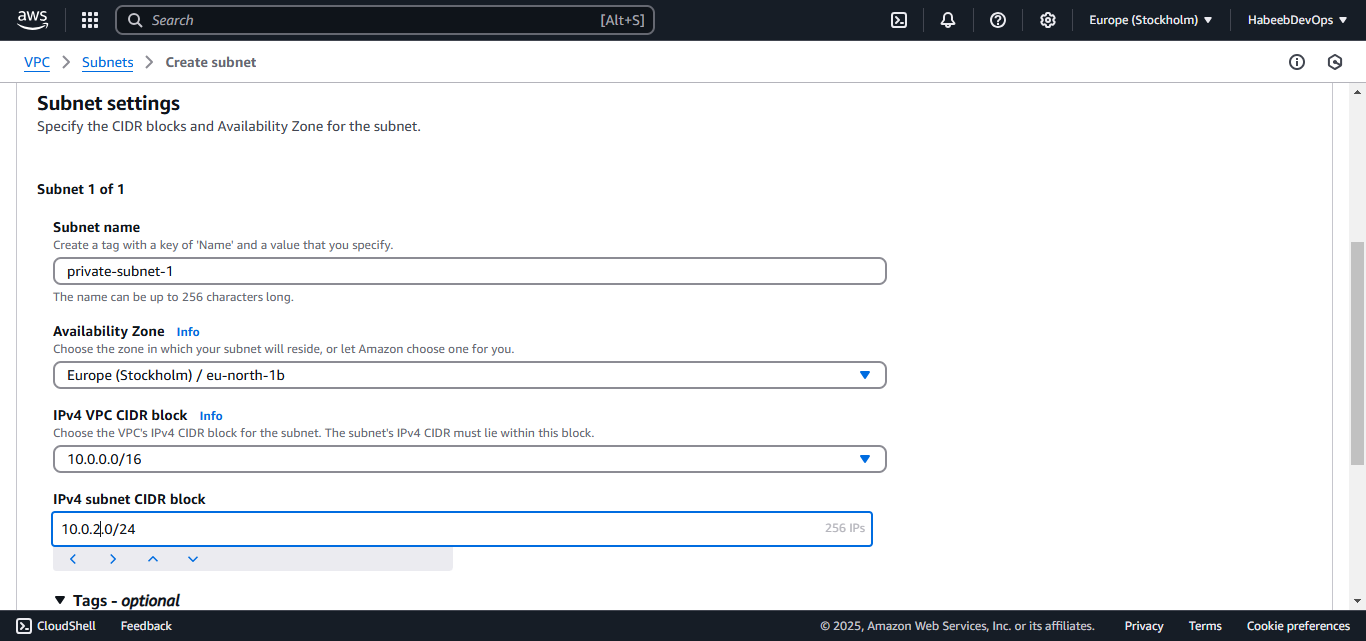 aws
Search [Alt+S]
Europe (Stockholm) HabeebDevOps
VPC Subnets Create subnet
Subnet settings
Specify the CIDR blocks and Availability Zone for the subnet.
Subnet 1 of 1
Subnet name
Create a tag with a key of 'Name' and a value that you specify.
private-subnet-1
The name can be up to 256 characters long.
Availability Zone Info
Choose the zone in which your subnet will reside, or let Amazon choose one for you.
Europe (Stockholm) / eu-north-1b
IPv4 VPC CIDR block Info
Choose the VPC's IPv4 CIDR block for the subnet. The subnet's IPv4 CIDR must lie within this block.
10.0.0.0/16
IPv4 subnet CIDR block
10.0.2.0/24 256 IPs
Tags - optional
CloudShell Feedback © 2025, Amazon Web Services, Inc. or its affiliates. Privacy Terms Cookie preferences